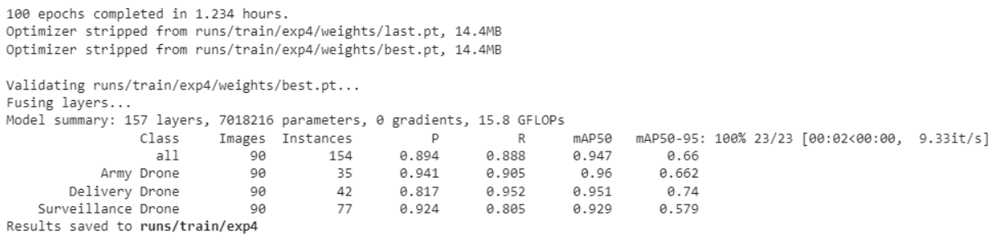 100 epochs completed in 1.234 hours.
Optimizer stripped from runs/train/exp4/weights/last.pt, 14.4MB
Optimizer stripped from runs/train/exp4/weights/best.pt, 14.4MB
Validating runs/train/exp4/weights/best.pt...
Fusing layers...
Model summary: 157 layers, 7018216 parameters, 0 gradients, 15.8 GFLOPs
Class Images Instances P R mAP50 mAP50-95: 100% 23/23 [00:02<00:00, 9.33it/s]
all 90 154 0.894 0.888 0.947 0.66
Army Drone 90 35 0.941 0.905 0.96 0.662
Delivery Drone 90 42 0.817 0.952 0.951 0.74
Surveillance Drone 90 77 0.924 0.805 0.929 0.579
Results saved to runs/train/exp4